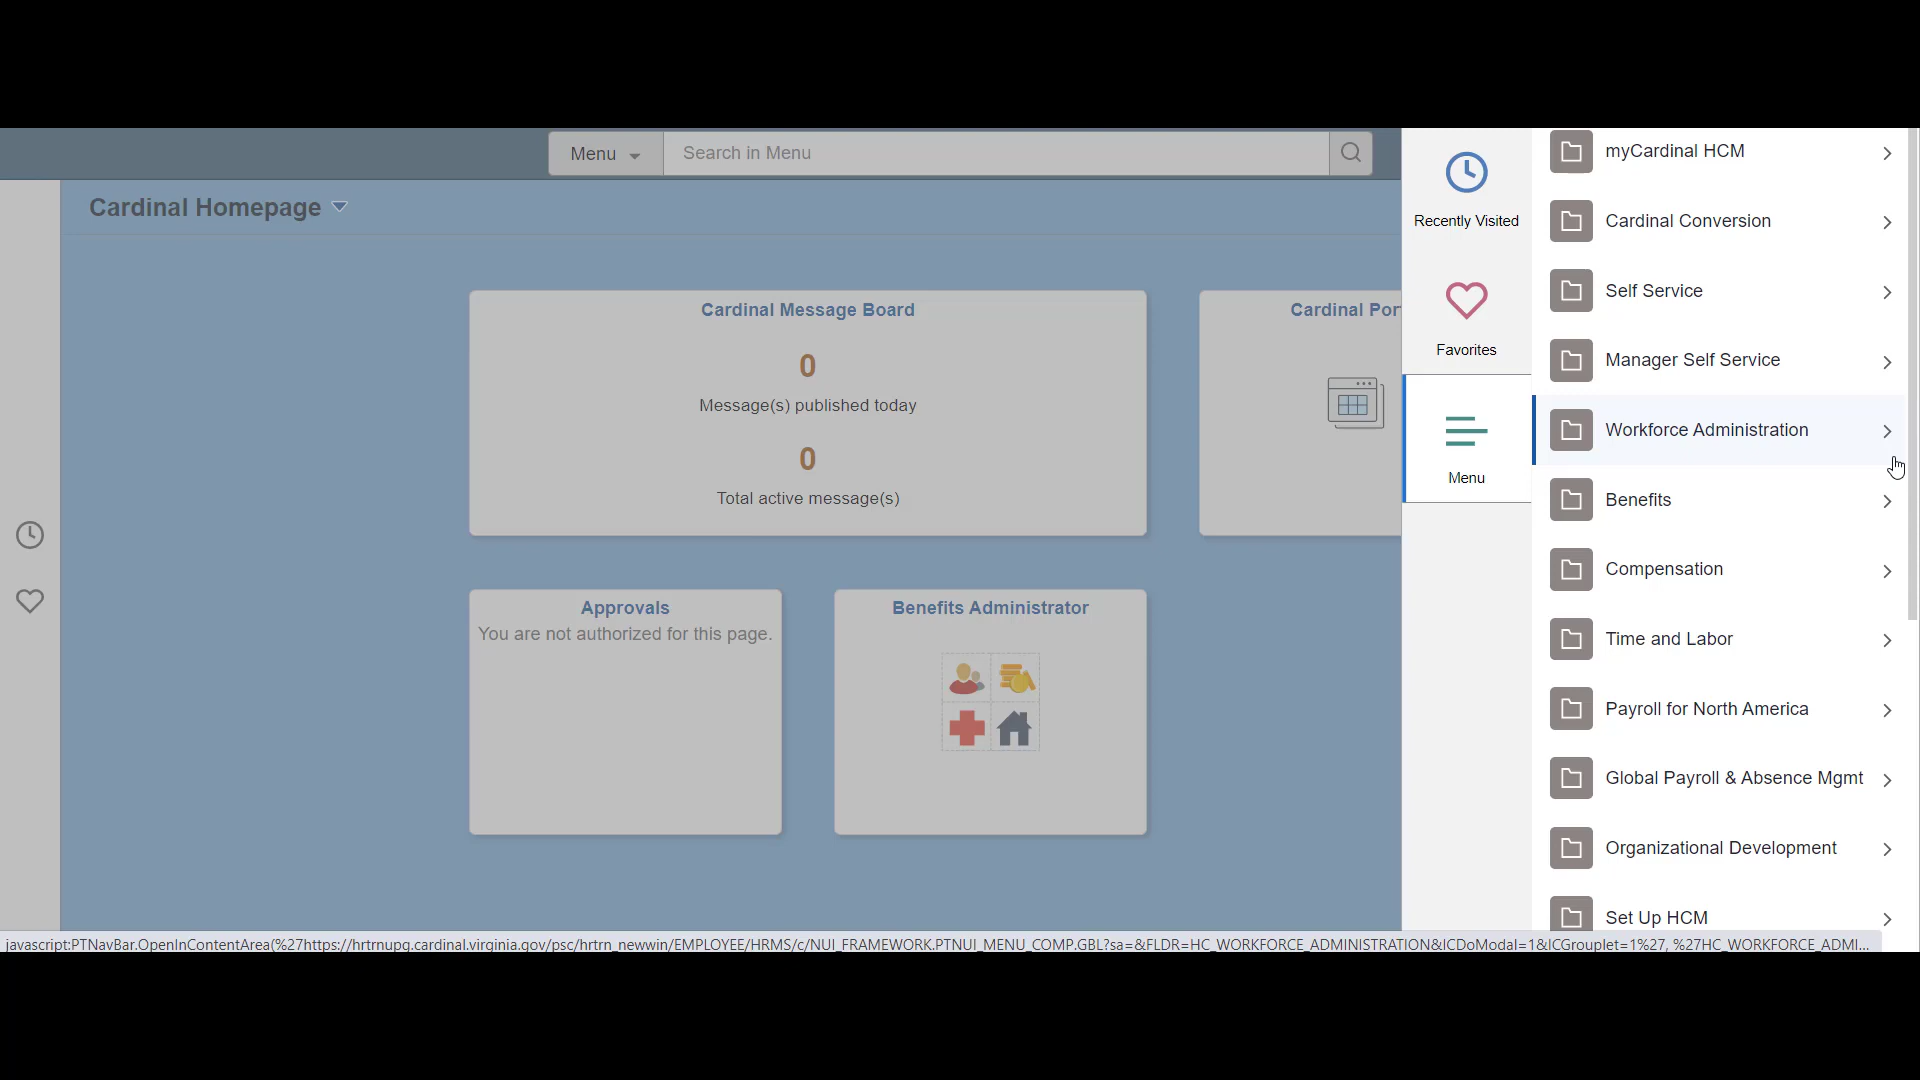 Menu
Search in Menu
Cardinal Homepage
Cardinal Message Board
0
Message(s) published today
0
Total active message(s)
Cardinal Por
Approvals
You are not authorized for this page.
Benefits Administrator
Recently Visited
Favorites
Menu
myCardinal HCM
Cardinal Conversion
Self Service
Manager Self Service
Workforce Administration
Benefits
Compensation
Time and Labor
Payroll for North America
Global Payroll & Absence Mgmt
Organizational Development
Set Up HCM
javascript:PTNavBar.OpenInContentArea(%27https://hrtrnupg.cardinal.virginia.gov/psc/hrtrn_newwin/EMPLOYEE/HRMS/c/NUI_FRAMEWORK.PTNUI_MENU_COMP.GBL?sa=&FLDR=HC_WORKFORCE_ADMINISTRATION&ICDoModal=1&ICGrouplet=1%27, %27HC_WORKFORCE_ADMI...